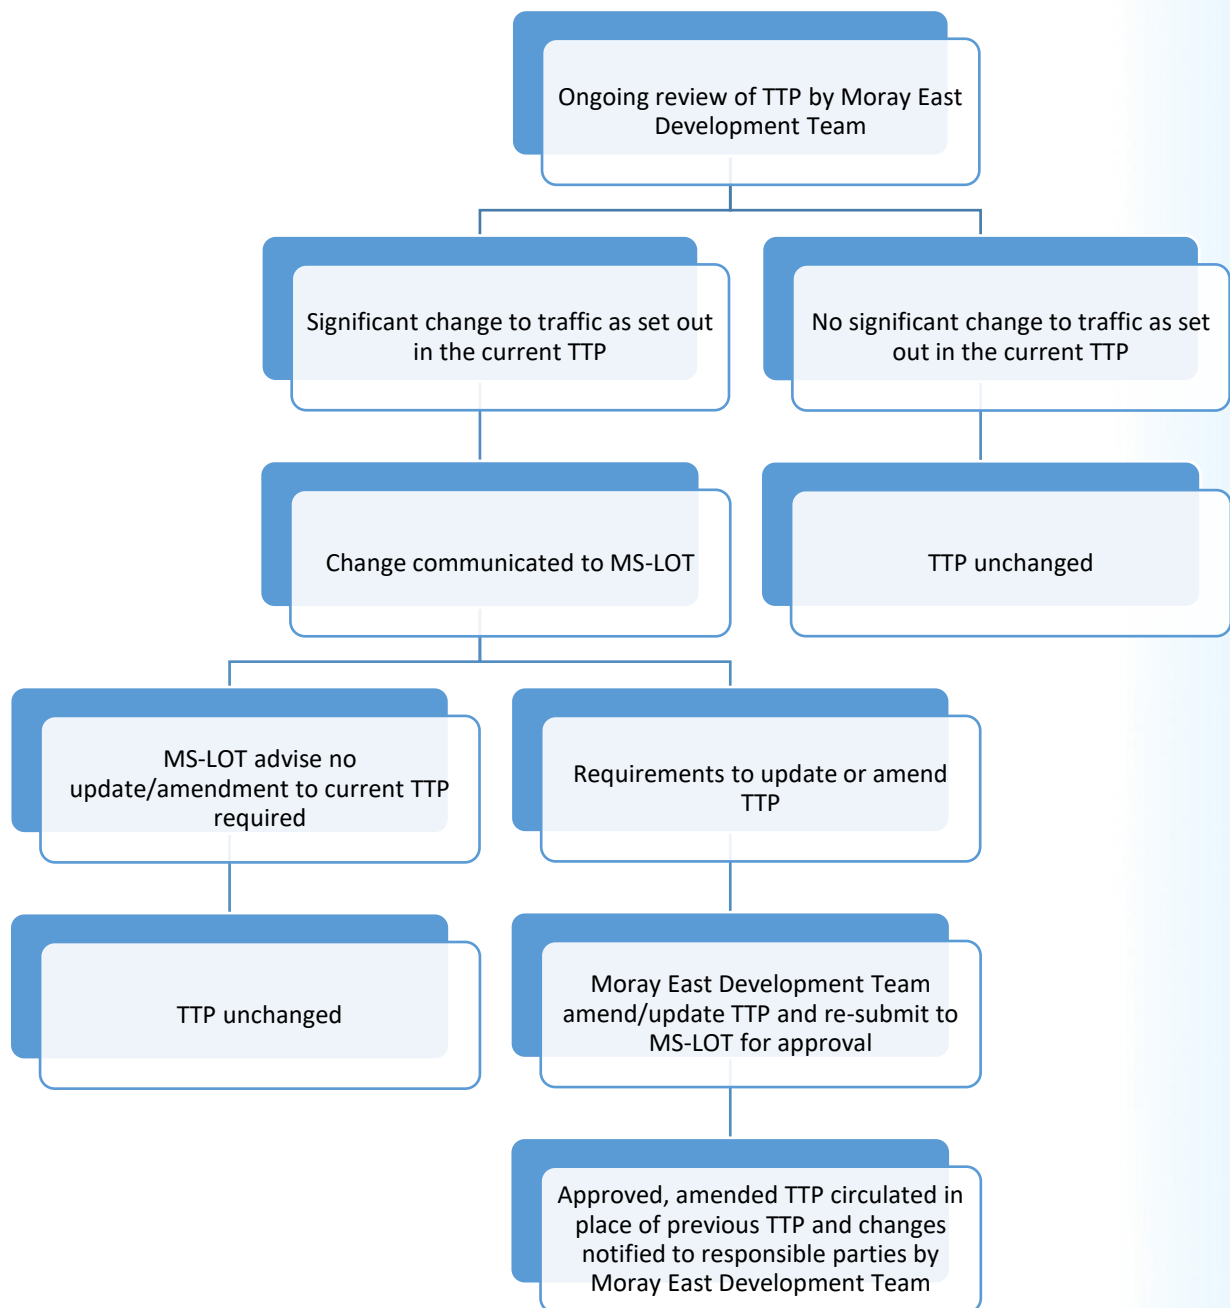 Ongoing review of TTP by Moray East
Development Team
Significant change to traffic as set out
in the current TTP
No significant change to traffic as set
out in the current TTP
Change communicated to MS-LOT
TTP unchanged
MS-LOT advise no
update/amendment to current TTP
required
Requirements to update or amend
TTP
TTP unchanged
Moray East Development Team
amend/update TTP and re-submit to
MS-LOT for approval
Approved, amended TTP circulated in
place of previous TTP and changes
notified to responsible parties by
Moray East Development Team